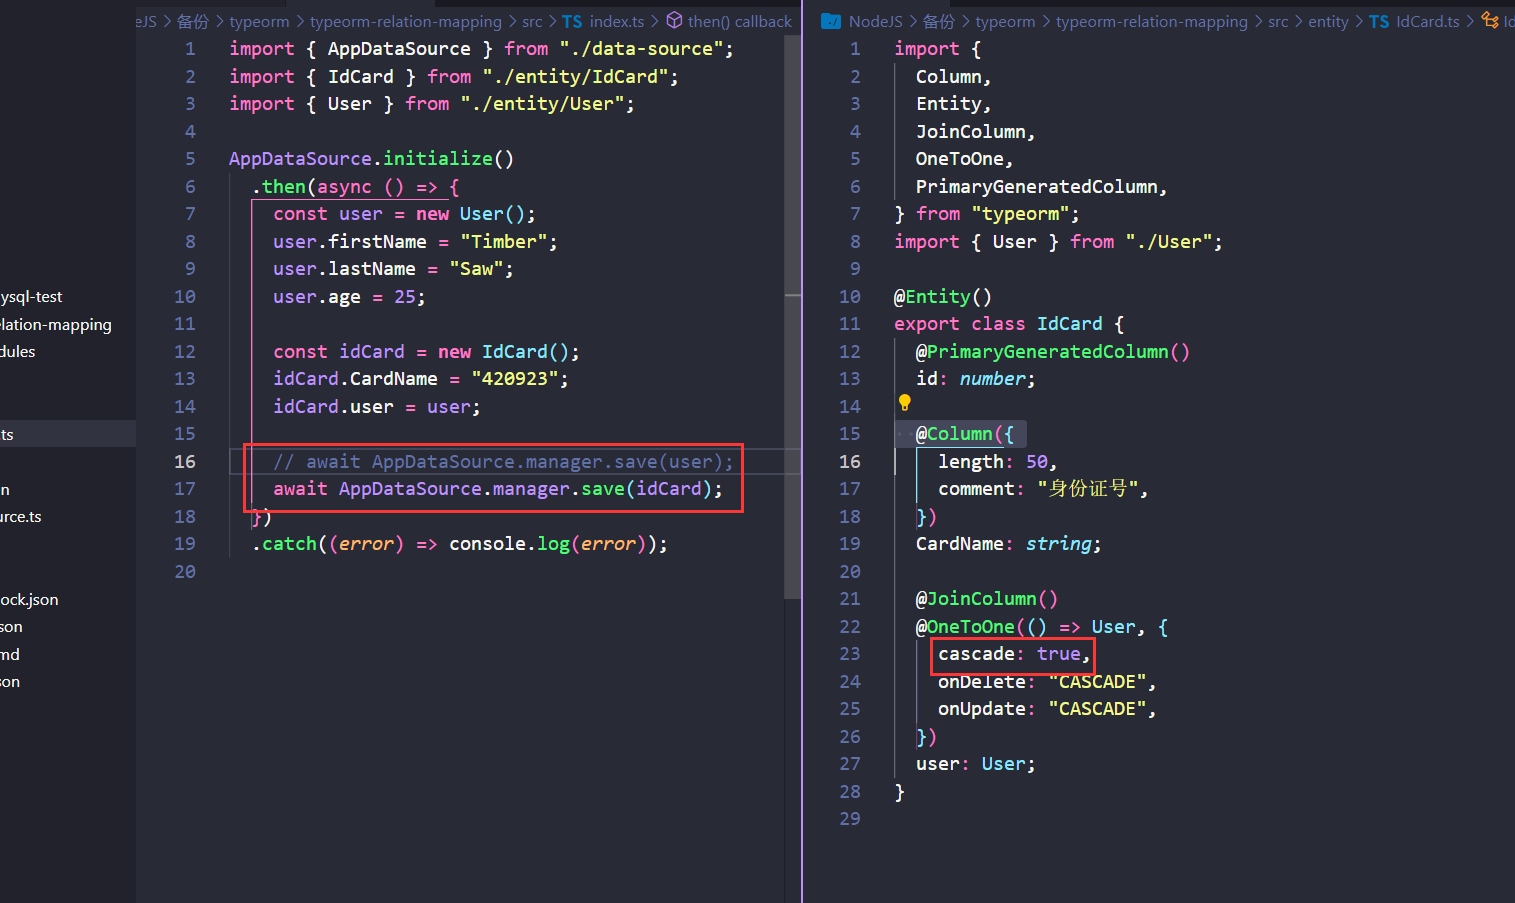 eJS > 备份 > typeorm > typeorm-relation-mapping > src > TS index.ts > then() callback
1 import { AppDataSource } from "./data-source";
2 import { IdCard } from "./entity/IdCard";
3 import { User } from "./entity/User";
4
5 AppDataSource.initialize()
6 .then(async () => {
7 const user = new User();
8 user.firstName = "Timber";
9 user.lastName = "Saw";
10 user.age = 25;
11
12 const idCard = new IdCard();
13 idCard.CardName = "420923";
14 idCard.user = user;
15
16 // await AppDataSource.manager.save(user);
17 await AppDataSource.manager.save(idCard);
18 })
19 .catch((error) => console.log(error));
20
ysql-test
elation-mapping
dules
ts
n
urce.ts
ock.json
son
md
son
NodeJS > 备份 > typeorm > typeorm-relation-mapping > src > entity > TS IdCard.ts > Id
1 import {
2 Column,
3 Entity,
4 JoinColumn,
5 OneToOne,
6 PrimaryGeneratedColumn,
7 } from "typeorm";
8 import { User } from "./User";
9
10 @Entity()
11 export class IdCard {
12 @PrimaryGeneratedColumn()
13 id: number;
14
15 @Column({
16 length: 50,
17 comment: "身份证号",
18 })
19 CardName: string;
20
21 @JoinColumn()
22 @OneToOne(() => User, {
23 cascade: true,
24 onDelete: "CASCADE",
25 onUpdate: "CASCADE",
26 })
27 user: User;
28 }
29